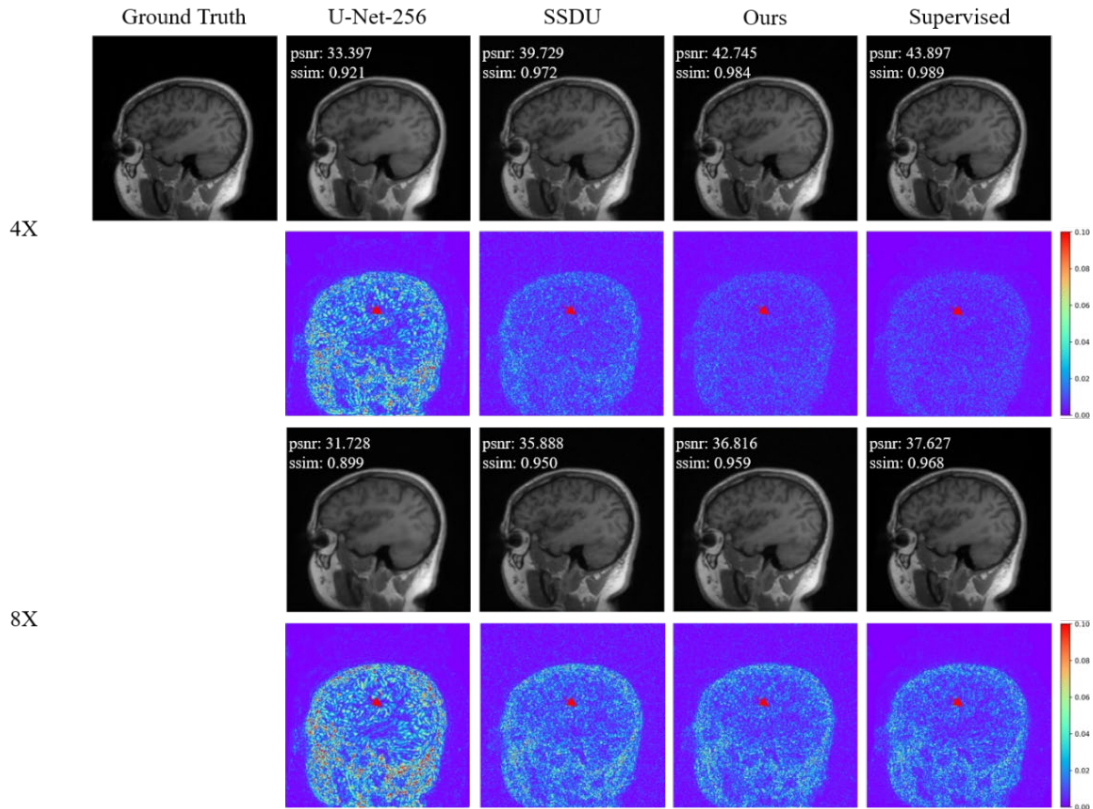 Ground Truth
U-Net-256
SSDU
Ours
Supervised
4X
psnr: 33.397
ssim: 0.921
psnr: 39.729
ssim: 0.972
psnr: 42.745
ssim: 0.984
psnr: 43.897
ssim: 0.989
0.10
0.08
0.06
0.04
0.02
0.00
8X
psnr: 31.728
ssim: 0.899
psnr: 35.888
ssim: 0.950
psnr: 36.816
ssim: 0.959
psnr: 37.627
ssim: 0.968
0.10
0.08
0.06
0.04
0.02
0.00